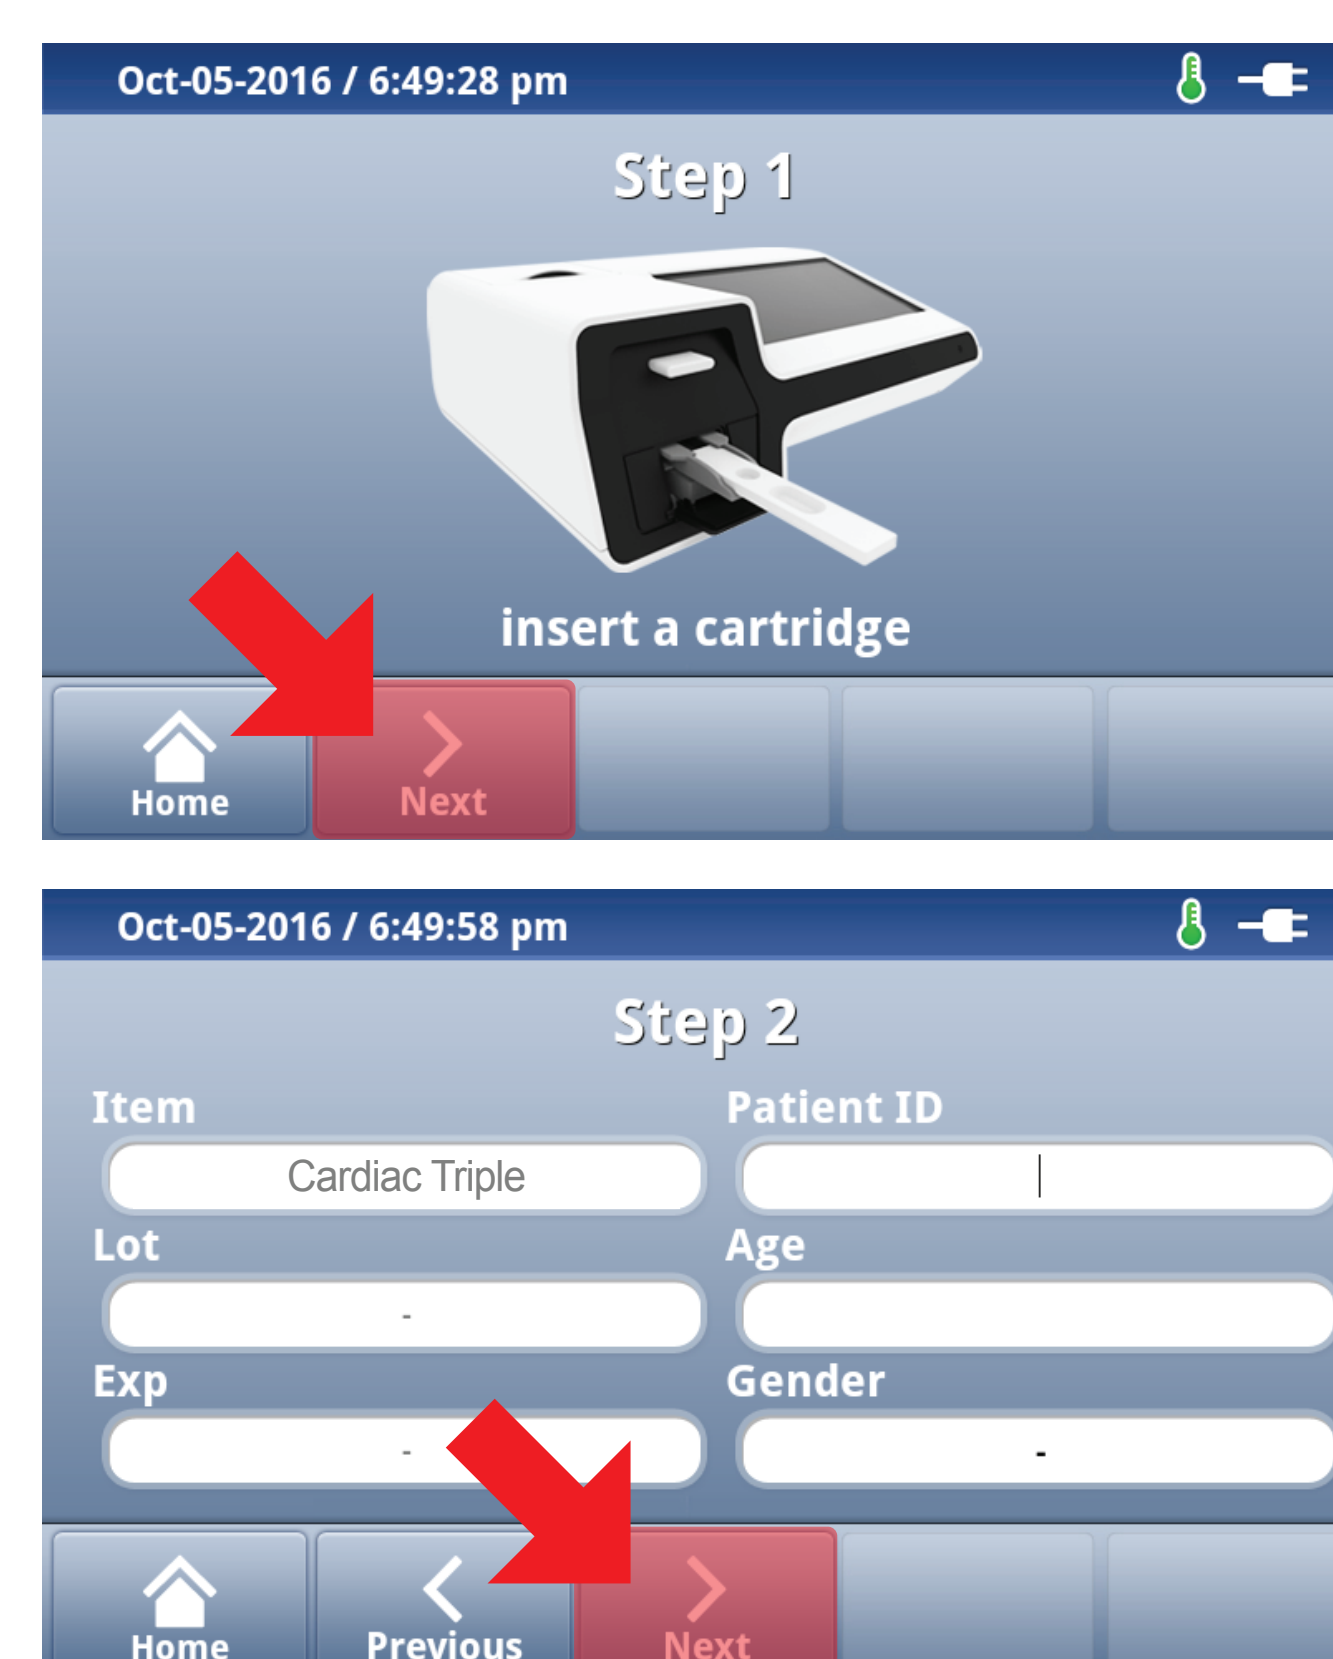 Oct-05-2016 / 6:49:28 pm
Step 1
insert a cartridge
Home Next
Oct-05-2016 / 6:49:58 pm
Step 2
Item Patient ID
Cardiac Triple
Lot Age
-
Exp Gender
- -
Home Previous Next